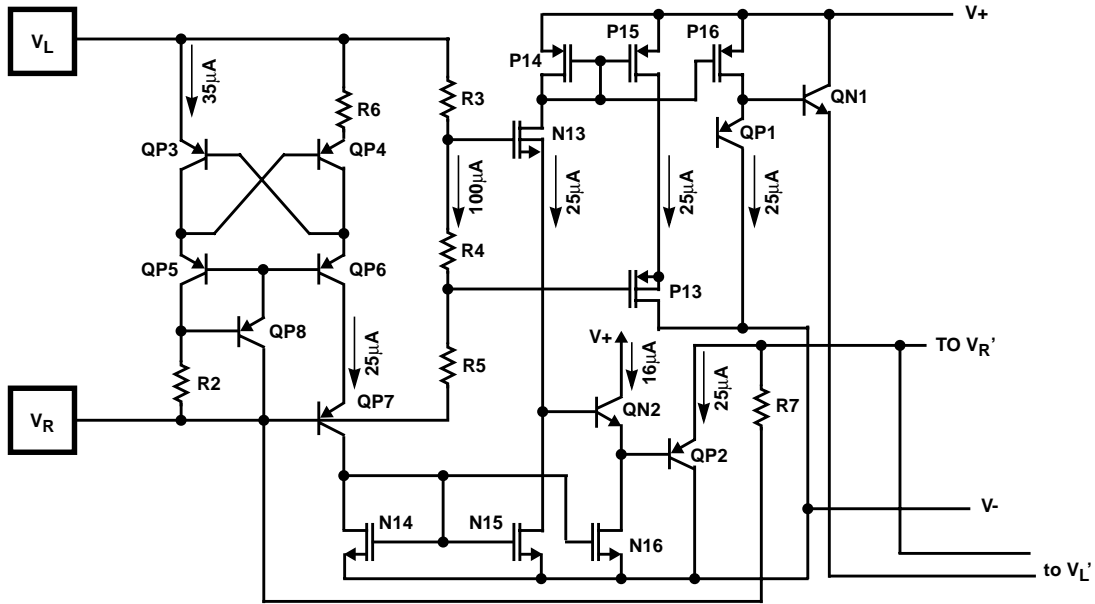 V+
VL
P15
P16
P14
35µA
R3
QN1
R6
N13
QP1
QP3
QP4
100µA
25µA
25µA
25µA
R4
QP5
QP6
P13
QP8
25µA
V+
16µA
TO VR'
R5
25µA
R2
R7
QP7
QN2
VR
QP2
V-
N14
N15
N16
to VL'